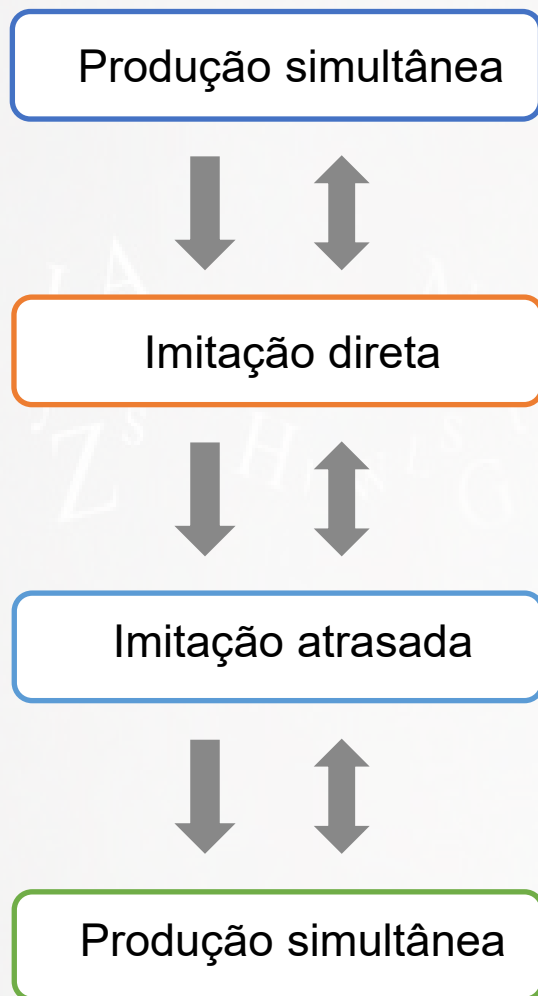 Produção simultânea
Imitação direta
Imitação atrasada
Produção simultânea